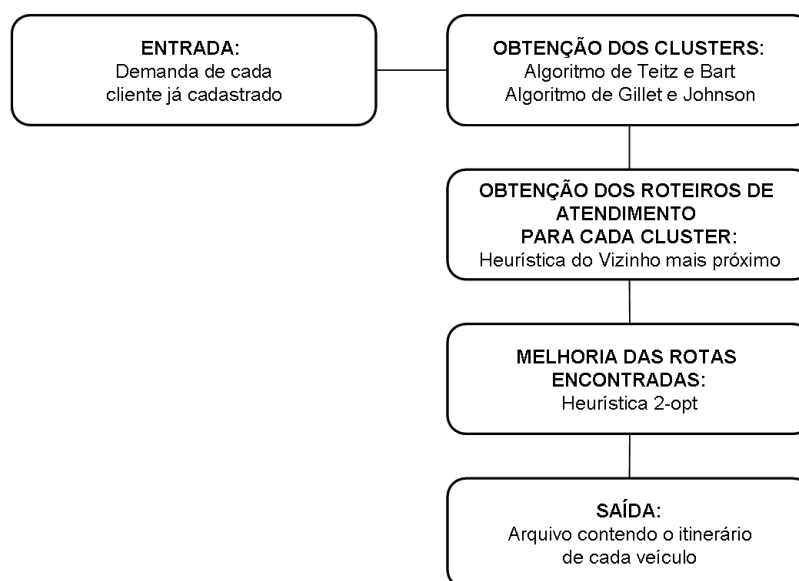 ENTRADA:
Demanda de cada
cliente já cadastrado
OBTENÇÃO DOS CLUSTERS:
Algoritmo de Teitz e Bart
Algoritmo de Gillet e Johnson
OBTENÇÃO DOS ROTEIROS DE
ATENDIMENTO
PARA CADA CLUSTER:
Heurística do Vizinho mais próximo
MELHORIA DAS ROTAS
ENCONTRADAS:
Heurística 2-opt
SAÍDA:
Arquivo contendo o itinerário
de cada veículo